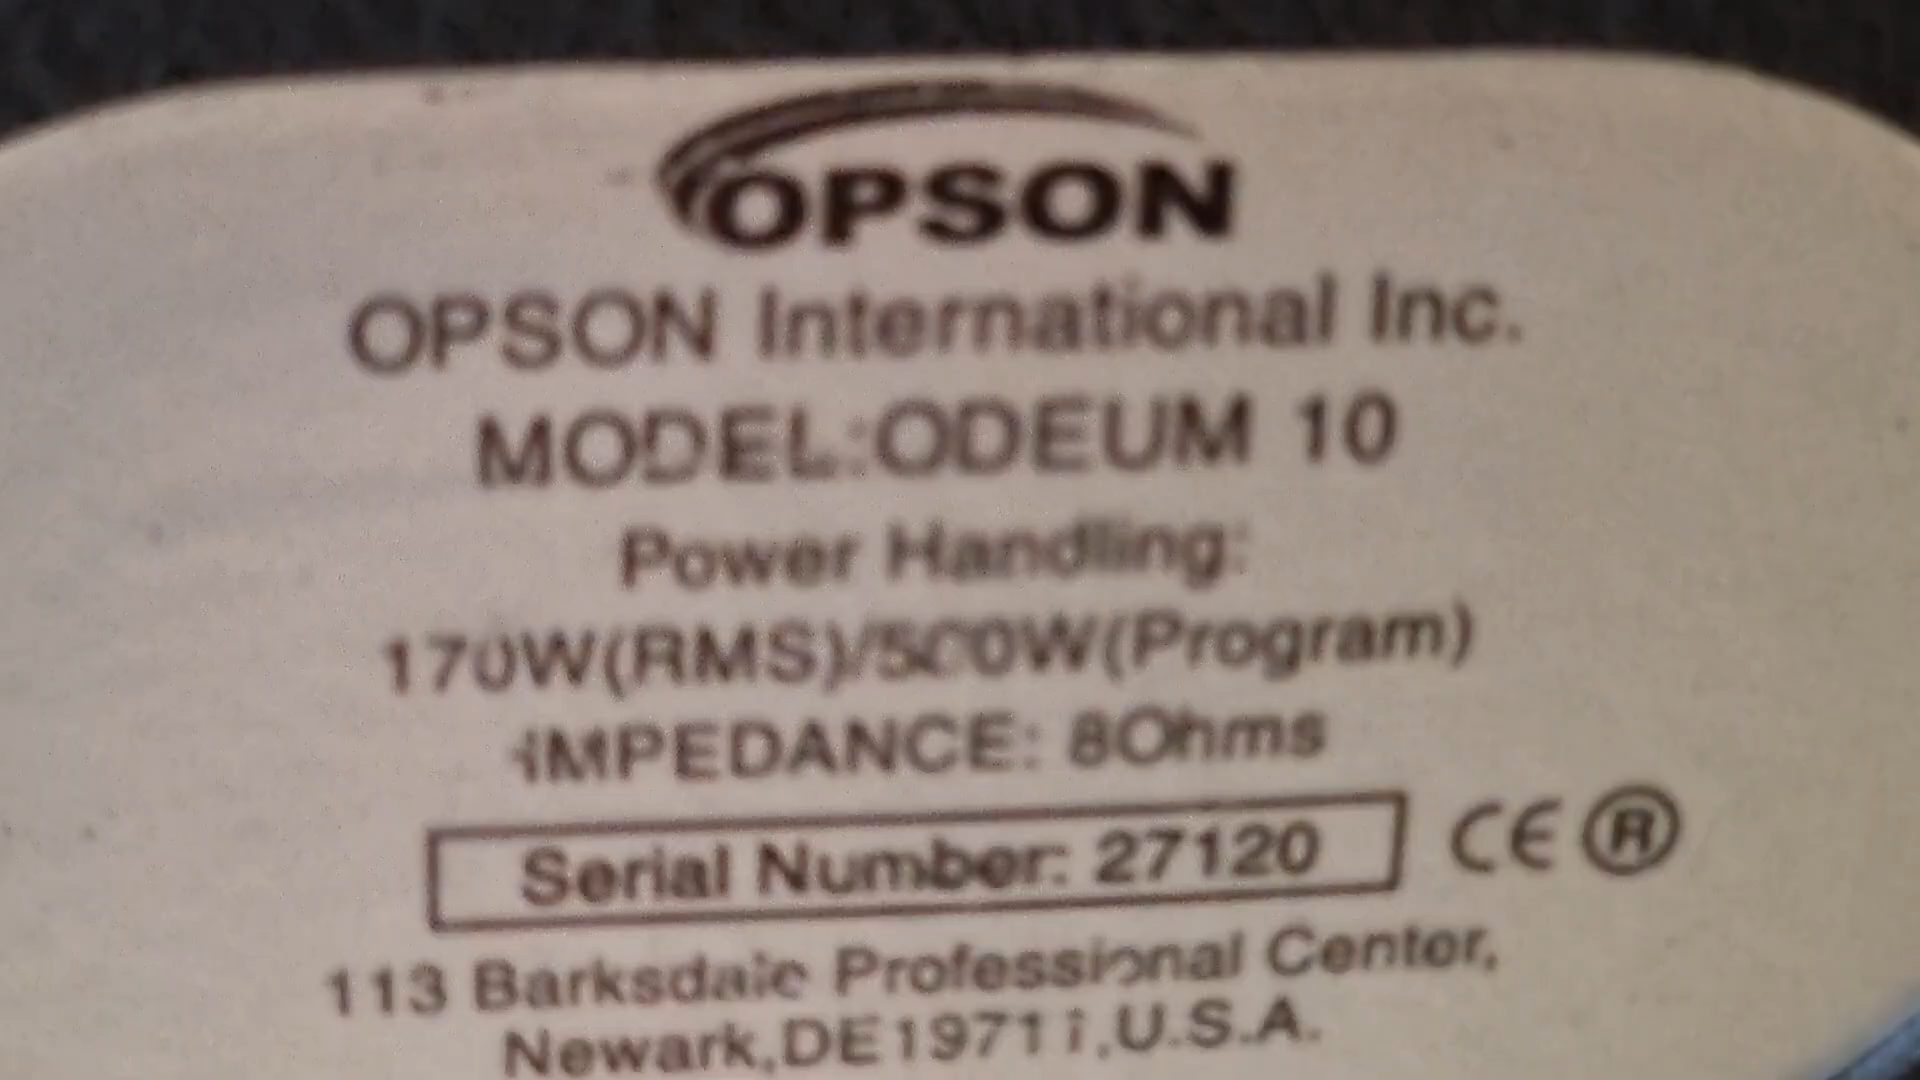 OPSON
OPSON International Inc.
MODEL:ODEUM 10
Power Handling:
170W(RMS)/500W(Program)
IMPEDANCE: 8Ohms
Serial Number: 27120 CE ®
113 Barksdale Professional Center,
Newark,DE19711,U.S.A.